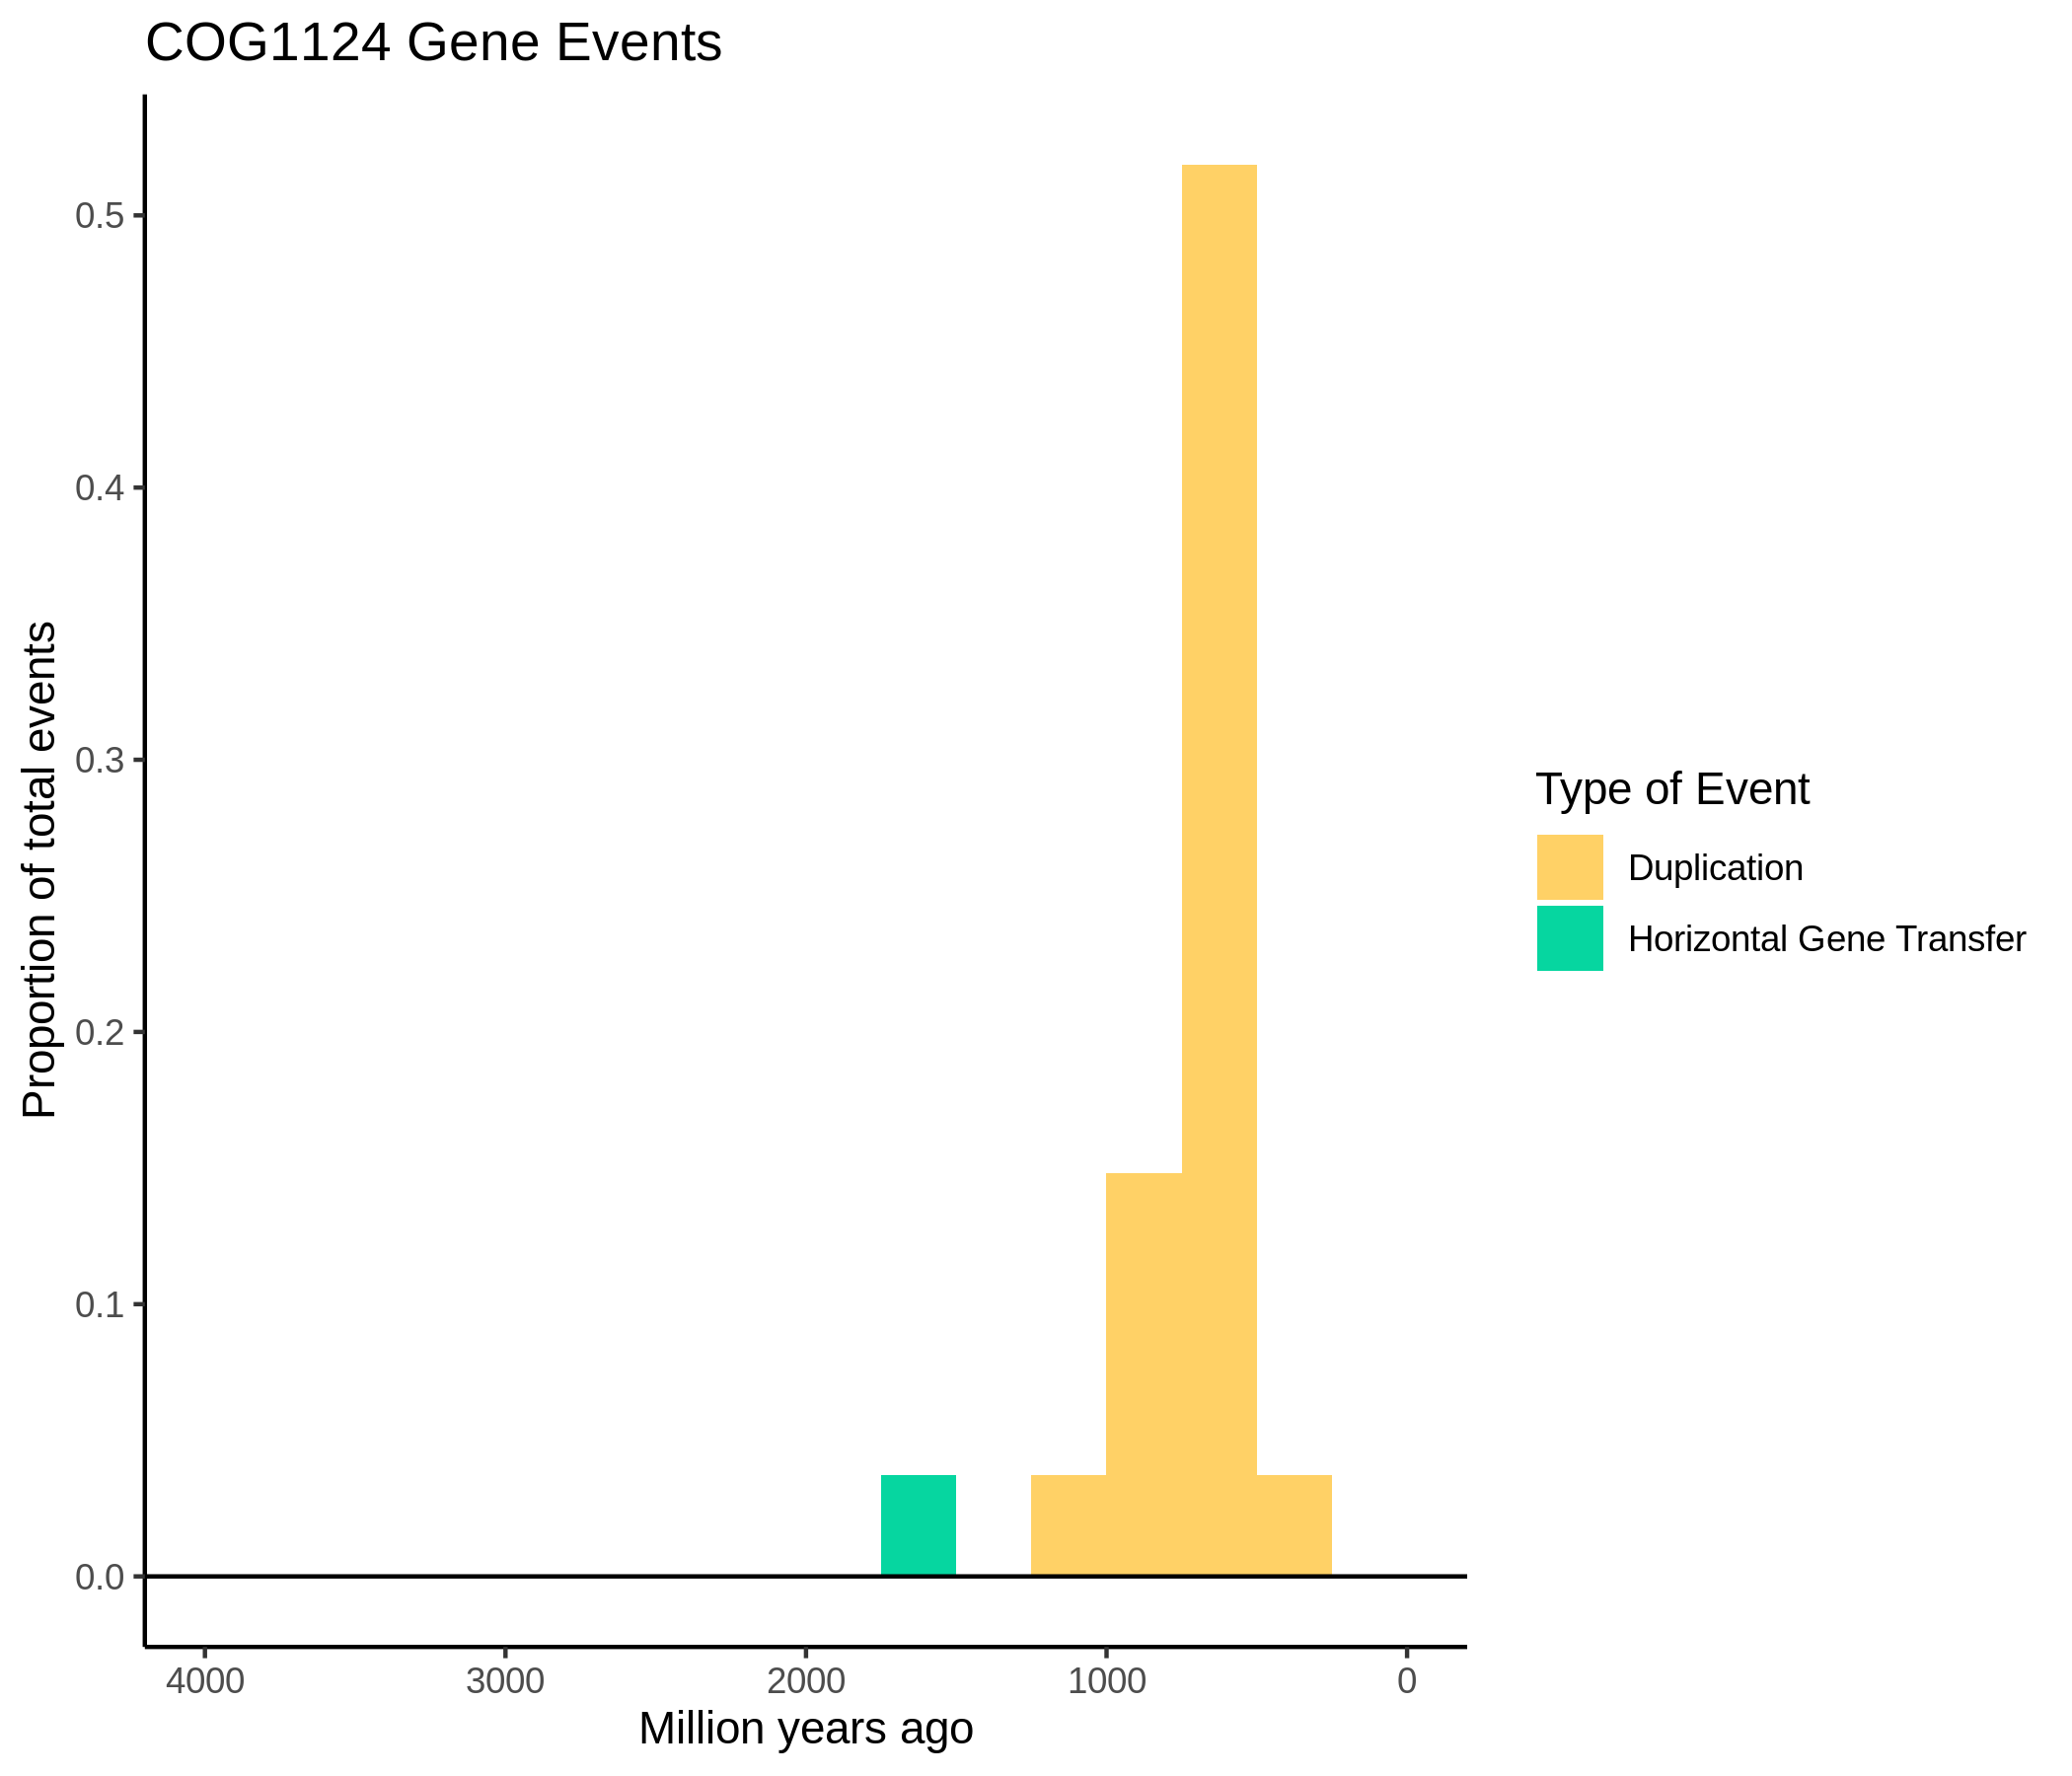 COG1124 Gene Events
Proportion of total events
0.5
0.4
0.3
0.2
0.1
0.0
4000 3000 2000 1000 0
Million years ago
Type of Event
Duplication
Horizontal Gene Transfer